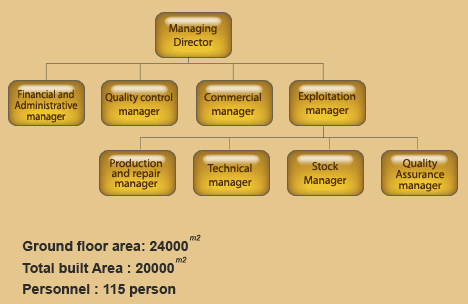 Managing
Director
Financial and
Administrative
manager
Quality control
manager
Commercial
manager
Exploitation
manager
Production
and repair
manager
Technical
manager
Stock
Manager
Quality
Assurance
manager
Ground floor area: 24000 m2
Total built Area : 20000 m2
Personnel : 115 person